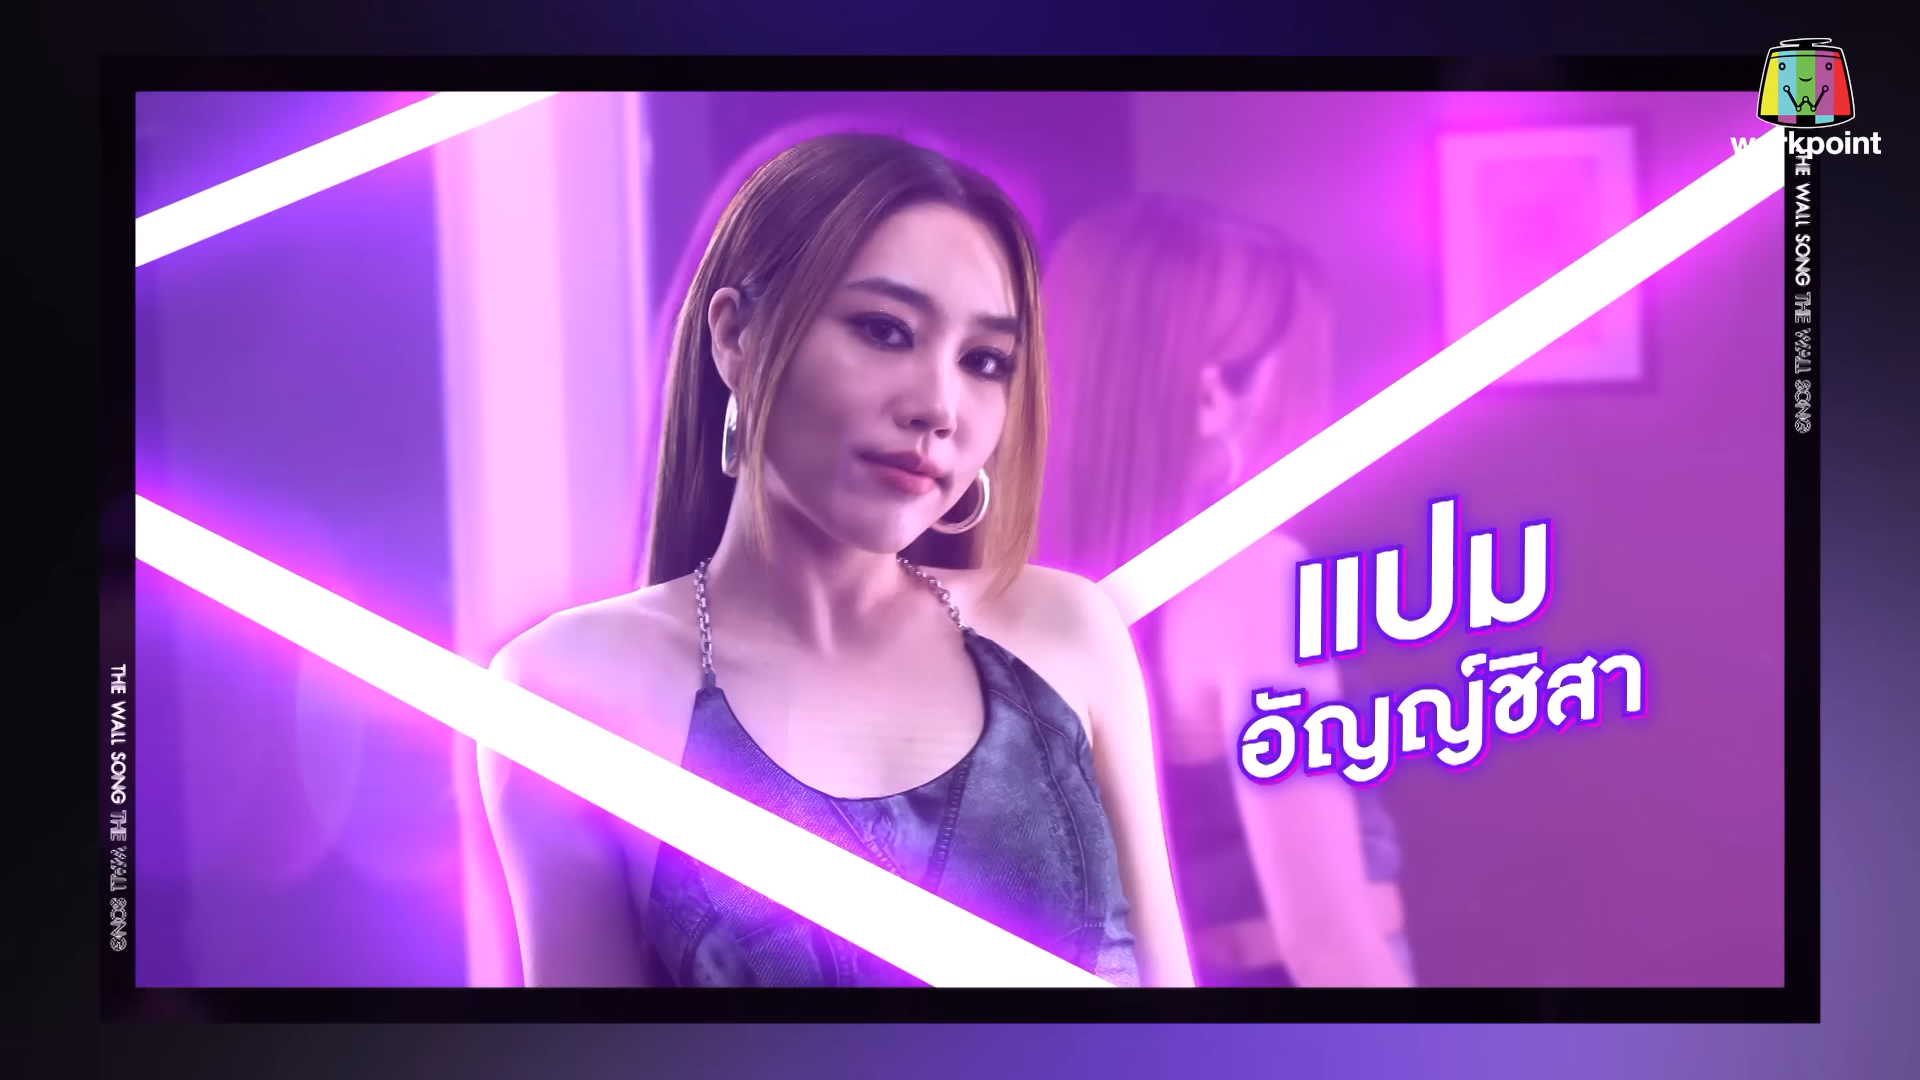 workpoint
THE WALL SONG THE WALL SONG
แปม
อัญญ์ชิสา
THE WALL SONG THE WALL SONG